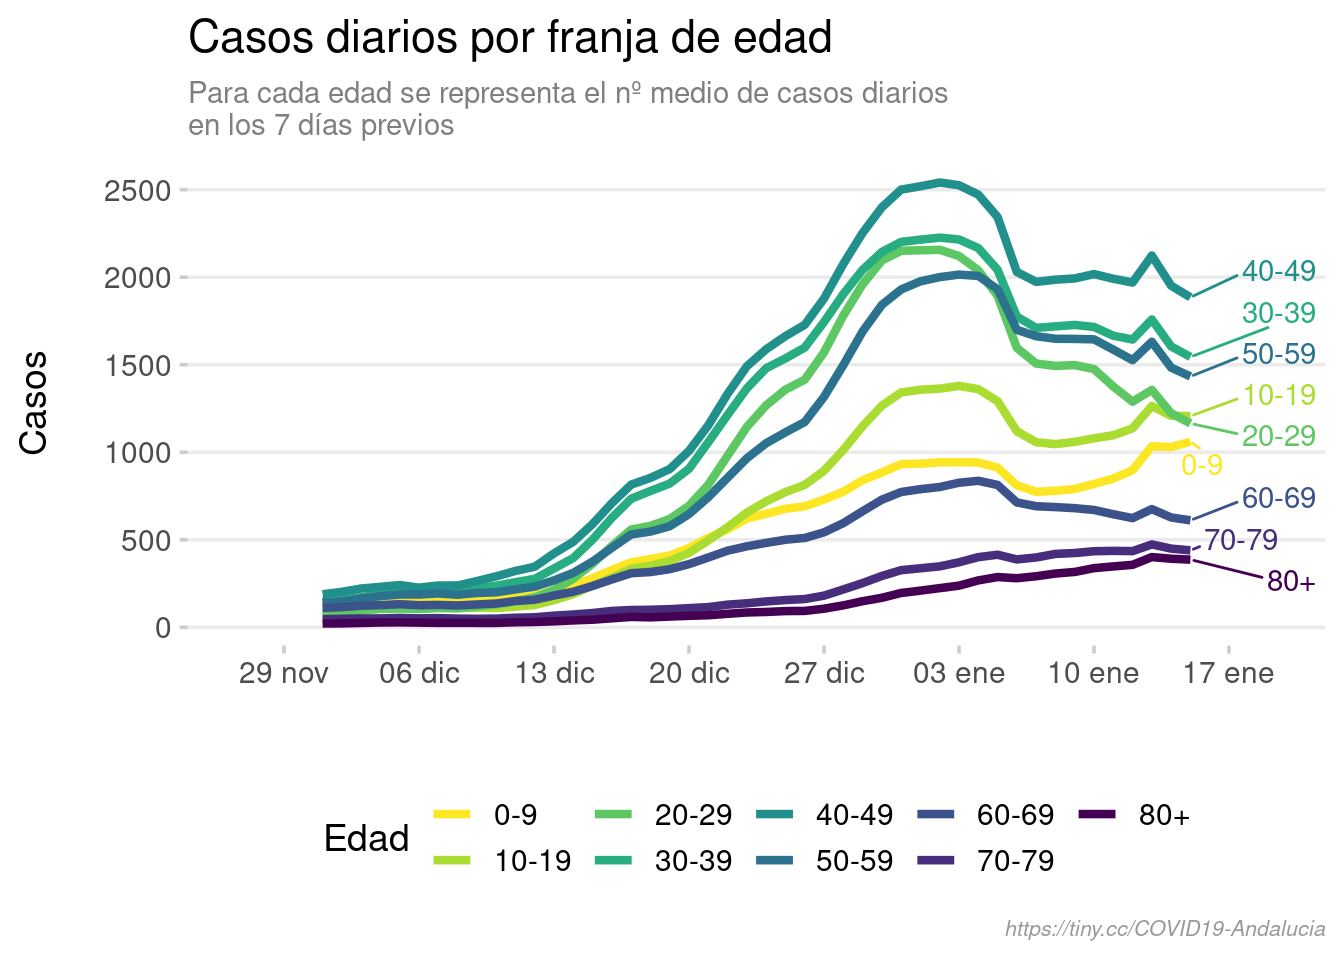 Casos diarios por franja de edad
Para cada edad se representa el nº medio de casos diarios
en los 7 días previos
Casos
2500
2000
1500
1000
500
0
40-49
30-39
50-59
10-19
20-29
0-9
60-69
70-79
80+
29 nov 06 dic 13 dic 20 dic 27 dic 03 ene 10 ene 17 ene
Edad
0-9 20-29 40-49 60-69 80+
10-19 30-39 50-59 70-79
https://tiny.cc/COVID19-Andalucia